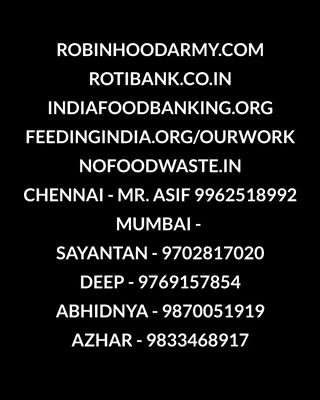 ROBINHOODARMY.COM
ROTIBANK.CO.IN
INDIAFOODBANKING.ORG
FEEDINGINDIA.ORG/OURWORK
NOFOODWASTE.IN
CHENNAI - MR. ASIF 9962518992
MUMBAI -
SAYANTAN - 9702817020
DEEP - 9769157854
ABHIDNYA - 9870051919
AZHAR - 9833468917